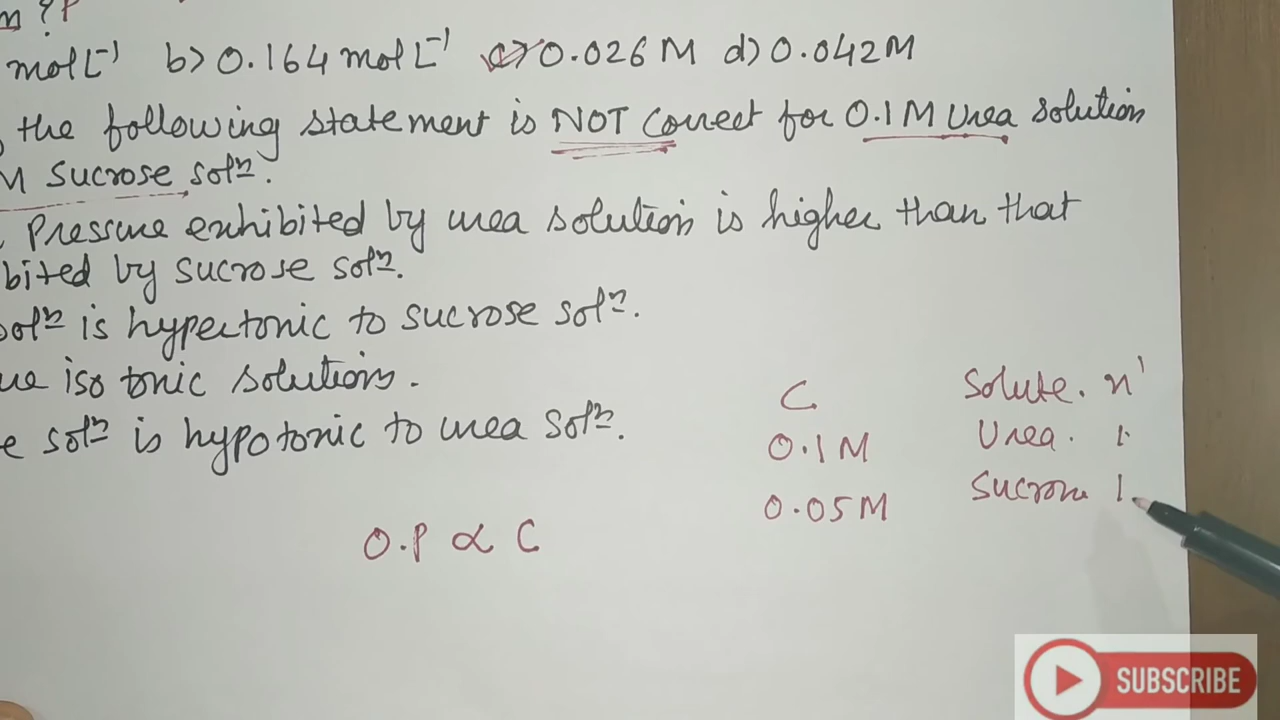 m ?
mol L⁻¹ b) 0.164 mol L⁻¹ c) 0.026 M d) 0.042 M
the following statement is NOT Correct for 0.1 M Urea solution
M Sucrose solⁿ.
Pressure exhibited by urea solution is higher than that
bited by sucrose solⁿ.
solⁿ is hypertonic to sucrose solⁿ.
ue iso tonic solutions.
e solⁿ is hypotonic to urea solⁿ.
C Solute. n'
0.1 M Urea. 1.
0.05 M Sucrose 1
O.P ∝ C
SUBSCRIBE